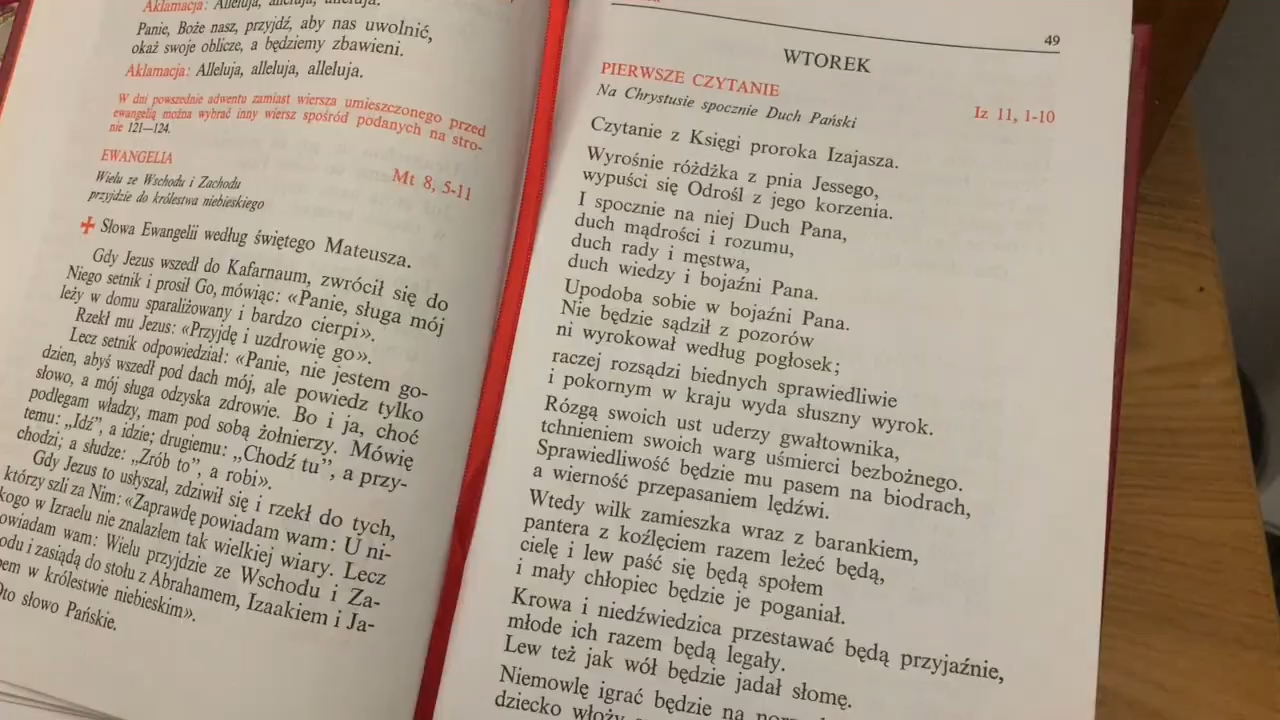 Aklamacja: Alleluja, alleluja, alleluja.
Panie, Boże nasz, przyjdź, aby nas uwolnić,
okaż swoje oblicze, a będziemy zbawieni.
Aklamacja: Alleluja, alleluja, alleluja.
W dni powszednie adwentu zamiast wiersza umieszczonego przed
ewangelią można wybrać inny wiersz spośród podanych na stro-
nie 121—124.
EWANGELIA
Mt 8, 5-11
Wielu ze Wschodu i Zachodu
przyjdzie do królestwa niebieskiego
✠ Słowa Ewangelii według świętego Mateusza.
Gdy Jezus wszedł do Kafarnaum, zwrócił się do
Niego setnik i prosił Go, mówiąc: «Panie, sługa mój
leży w domu sparaliżowany i bardzo cierpi».
Rzekł mu Jezus: «Przyjdę i uzdrowię go».
Lecz setnik odpowiedział: «Panie, nie jestem go-
dzien, abyś wszedł pod dach mój, ale powiedz tylko
słowo, a mój sługa odzyska zdrowie. Bo i ja, choć
podlegam władzy, mam pod sobą żołnierzy. Mówię
temu: „Idź”, a idzie; drugiemu: „Chodź tu”, a przy-
chodzi; a słudze: „Zrób to”, a robi».
Gdy Jezus to usłyszał, zdziwił się i rzekł do tych,
którzy szli za Nim: «Zaprawdę powiadam wam: U ni-
kogo w Izraelu nie znalazłem tak wielkiej wiary. Lecz
owiadam wam: Wielu przyjdzie ze Wschodu i Za-
odu i zasiądą do stołu z Abrahamem, Izaakiem i Ja-
bem w królestwie niebieskim».
Oto słowo Pańskie.
49
WTOREK
PIERWSZE CZYTANIE
Iz 11, 1-10
Na Chrystusie spocznie Duch Pański
Czytanie z Księgi proroka Izajasza.
Wyrośnie różdżka z pnia Jessego,
wypuści się Odrośl z jego korzenia.
I spocznie na niej Duch Pana,
duch mądrości i rozumu,
duch rady i męstwa,
duch wiedzy i bojaźni Pana.
Upodoba sobie w bojaźni Pana.
Nie będzie sądził z pozorów
ni wyrokował według pogłosek;
raczej rozsądzi biednych sprawiedliwie
i pokornym w kraju wyda słuszny wyrok.
Rózgą swoich ust uderzy gwałtownika,
tchnieniem swoich warg uśmierci bezbożnego.
Sprawiedliwość będzie mu pasem na biodrach,
a wierność przepasaniem lędźwi.
Wtedy wilk zamieszka wraz z barankiem,
pantera z koźlęciem razem leżeć będą,
cielę i lew paść się będą społem
i mały chłopiec będzie je poganiał.
Krowa i niedźwiedzica przestawać będą przyjaźnie,
młode ich razem będą legały.
Lew też jak wół będzie jadał słomę.
Niemowlę igrać będzie na
dziecko włoży